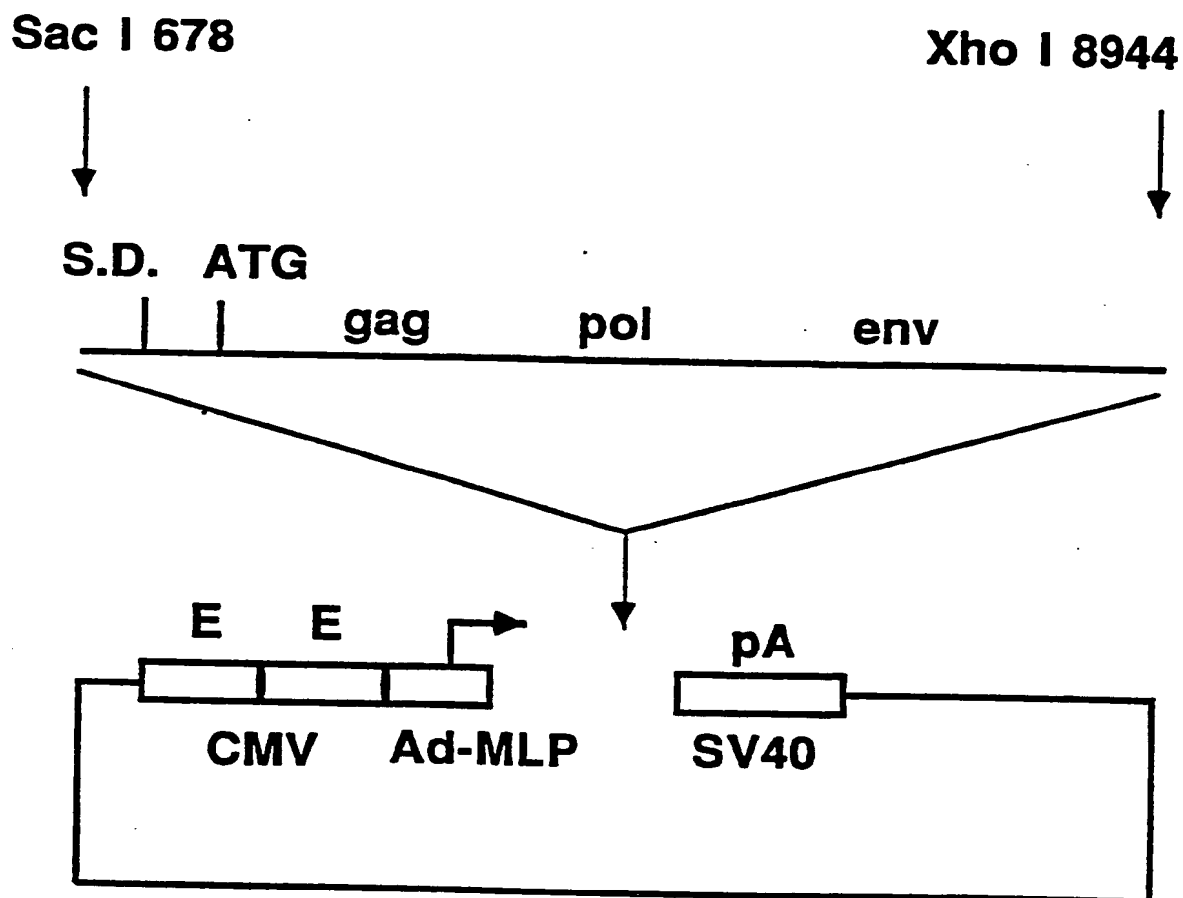 Sac I 678
Xho I 8944
S.D. ATG
gag pol env
E E
pA
CMV Ad-MLP SV40